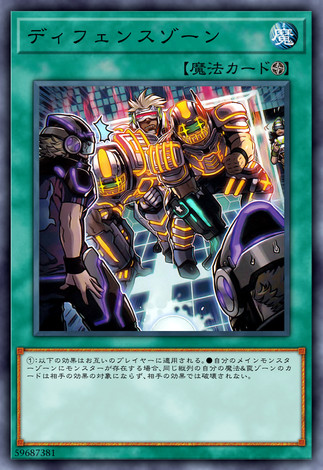 ディフェンスゾーン
魔
【魔法カード】
①:以下の効果はお互いのプレイヤーに適用される。●自分のメインモンスタ
ーゾーンにモンスターが存在する場合、同じ縦列の自分の魔法&罠ゾーンのカ
ードは相手の効果の対象にならず、相手の効果では破壊されない。
59687381